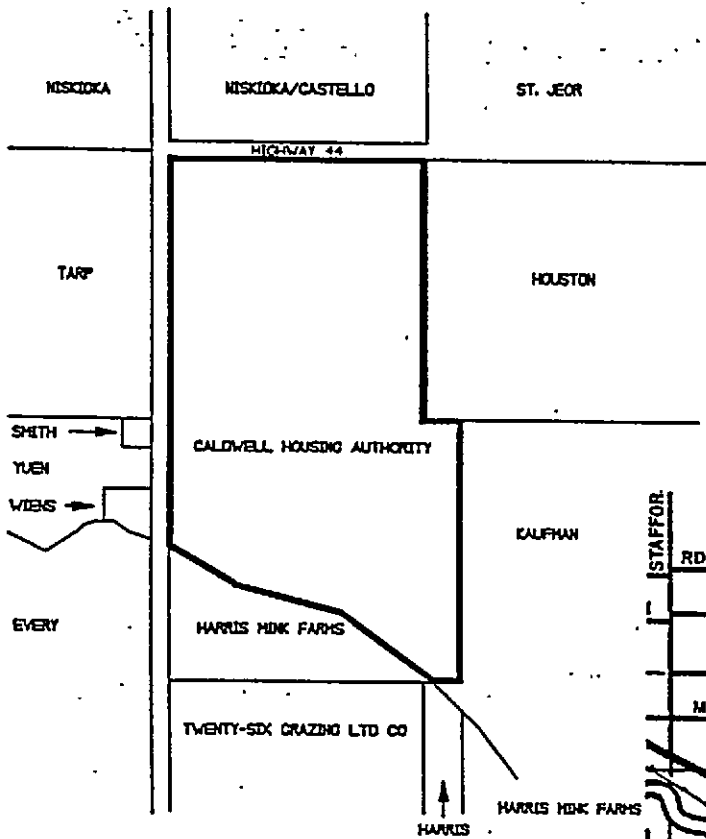 NISKIOKA
NISKIOKA/CASTELLO
ST. JEOR
HIGHWAY 44
TARP
HOUSTON
SMITH
CALDWELL HOUSING AUTHORITY
YUEN
WIENS
KAUFMAN
STAFFOR.
RD
EVERY
HARRIS MINK FARMS
M
TWENTY-SIX GRAZING LTD CO
HARRIS MINK FARMS
HARRIS